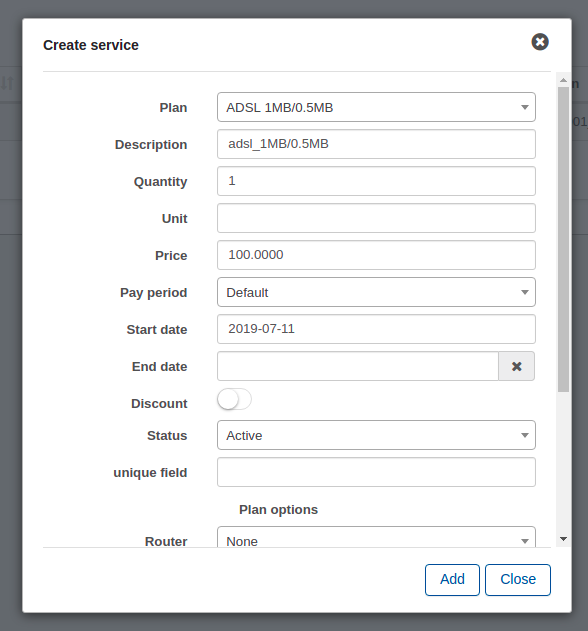 Create service
Plan ADSL 1MB/0.5MB
Description adsl_1MB/0.5MB
Quantity 1
Unit
Price 100.0000
Pay period Default
Start date 2019-07-11
End date
Discount
Status Active
unique field
Plan options
Router None
Add Close